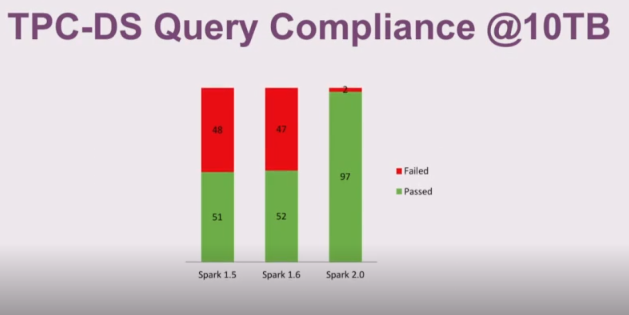 TPC-DS Query Compliance @10TB
48
47
2
97
51
52
Failed
Passed
Spark 1.5
Spark 1.6
Spark 2.0